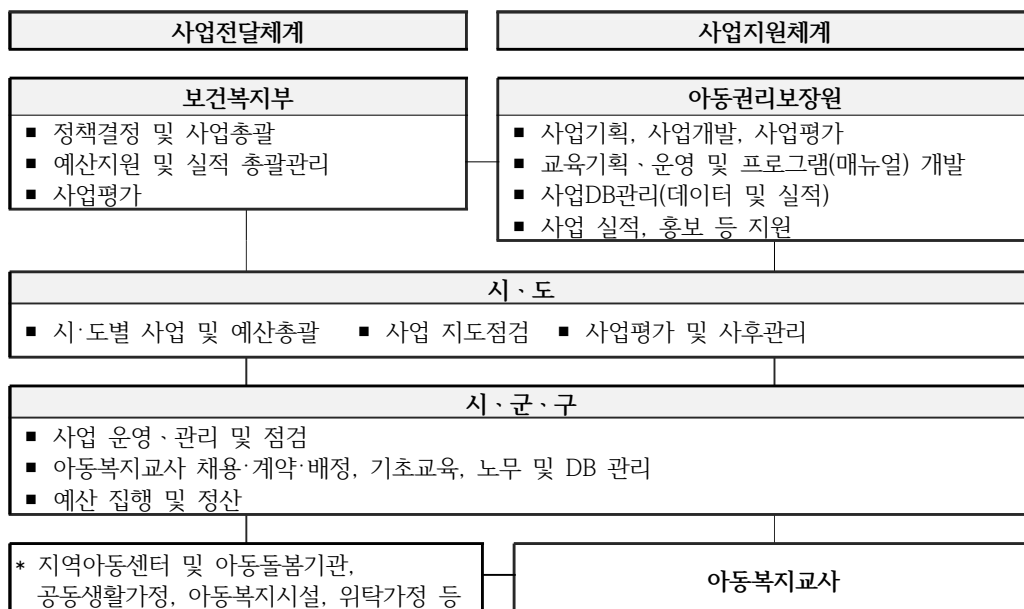 사업전달체계
사업지원체계
보건복지부
■ 정책결정 및 사업총괄
■ 예산지원 및 실적 총괄관리
■ 사업평가
아동권리보장원
■ 사업기획, 사업개발, 사업평가
■ 교육기획、운영 및 프로그램(매뉴얼) 개발
■ 사업DB관리(데이터 및 실적)
■ 사업 실적, 홍보 등 지원
시、도
■ 시·도별 사업 및 예산총괄 ■ 사업 지도점검 ■ 사업평가 및 사후관리
시、군、구
■ 사업 운영、관리 및 점검
■ 아동복지교사 채용·계약·배정, 기초교육, 노무 및 DB 관리
■ 예산 집행 및 정산
* 지역아동센터 및 아동돌봄기관,
공동생활가정, 아동복지시설, 위탁가정 등
아동복지교사